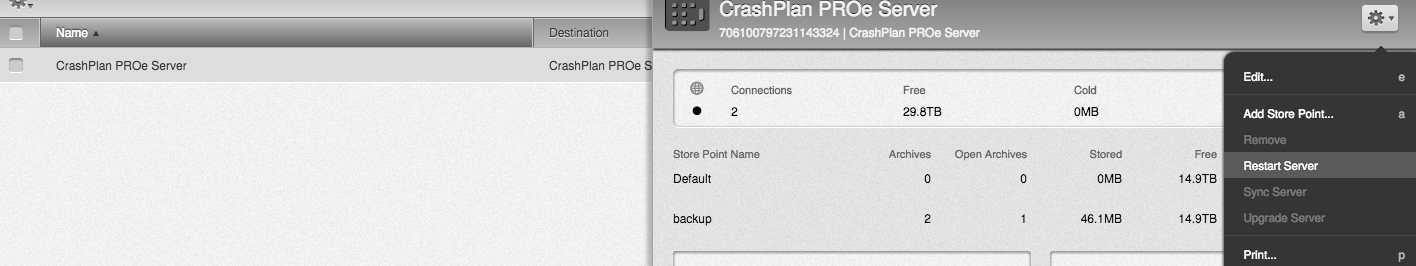 Name ▲ Destination
CrashPlan PROe Server CrashPlan PROe S
CrashPlan PROe Server
706100797231143324 | CrashPlan PROe Server
Connections Free Cold
2 29.8TB 0MB
Store Point Name Archives Open Archives Stored Free
Default 0 0 0MB 14.9TB
backup 2 1 46.1MB 14.9TB
Edit... e
Add Store Point... a
Remove
Restart Server
Sync Server
Upgrade Server
Print... p